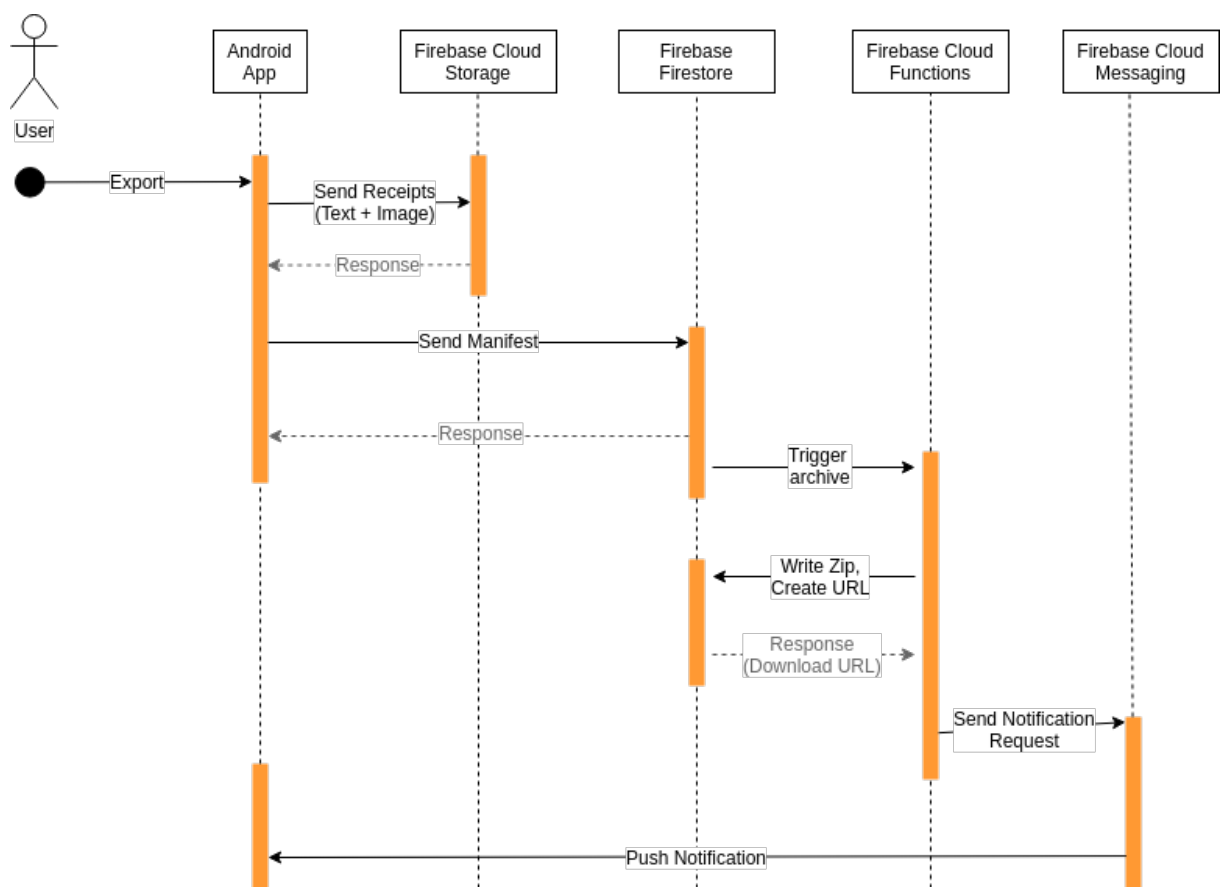 Android
App
Firebase Cloud
Storage
Firebase
Firestore
Firebase Cloud
Functions
Firebase Cloud
Messaging
User
Export
Send Receipts
(Text + Image)
Response
Send Manifest
Response
Trigger
archive
Write Zip,
Create URL
Response
(Download URL)
Send Notification
Request
Push Notification